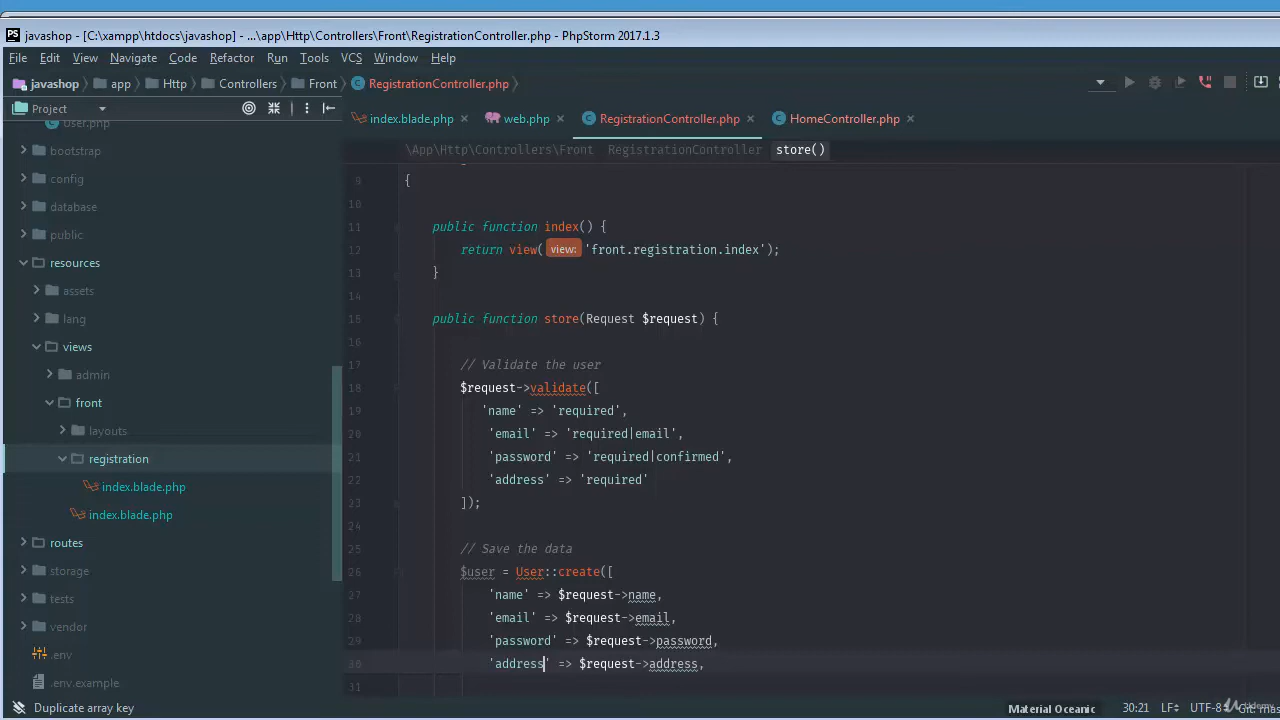 javashop - [C:\xampp\htdocs\javashop] - ...\app\Http\Controllers\Front\RegistrationController.php - PhpStorm 2017.1.3
File Edit View Navigate Code Refactor Run Tools VCS Window Help
javashop app Http Controllers Front RegistrationController.php
Project
index.blade.php web.php RegistrationController.php HomeController.php
\App\Http\Controllers\Front RegistrationController store()
User.php
bootstrap
config
database
public
resources
assets
lang
views
admin
front
layouts
registration
index.blade.php
index.blade.php
routes
storage
tests
vendor
.env
.env.example
9 {
10
11 public function index() {
12 return view( view: 'front.registration.index');
13 }
14
15 public function store(Request $request) {
16
17 // Validate the user
18 $request->validate([
19 'name' => 'required',
20 'email' => 'required|email',
21 'password' => 'required|confirmed',
22 'address' => 'required'
23 ]);
24
25 // Save the data
26 $user = User::create([
27 'name' => $request->name,
28 'email' => $request->email,
29 'password' => $request->password,
30 'address' => $request->address,
31
Duplicate array key
Material Oceanic 30:21 LF UTF-8 Git: mas
Udemy